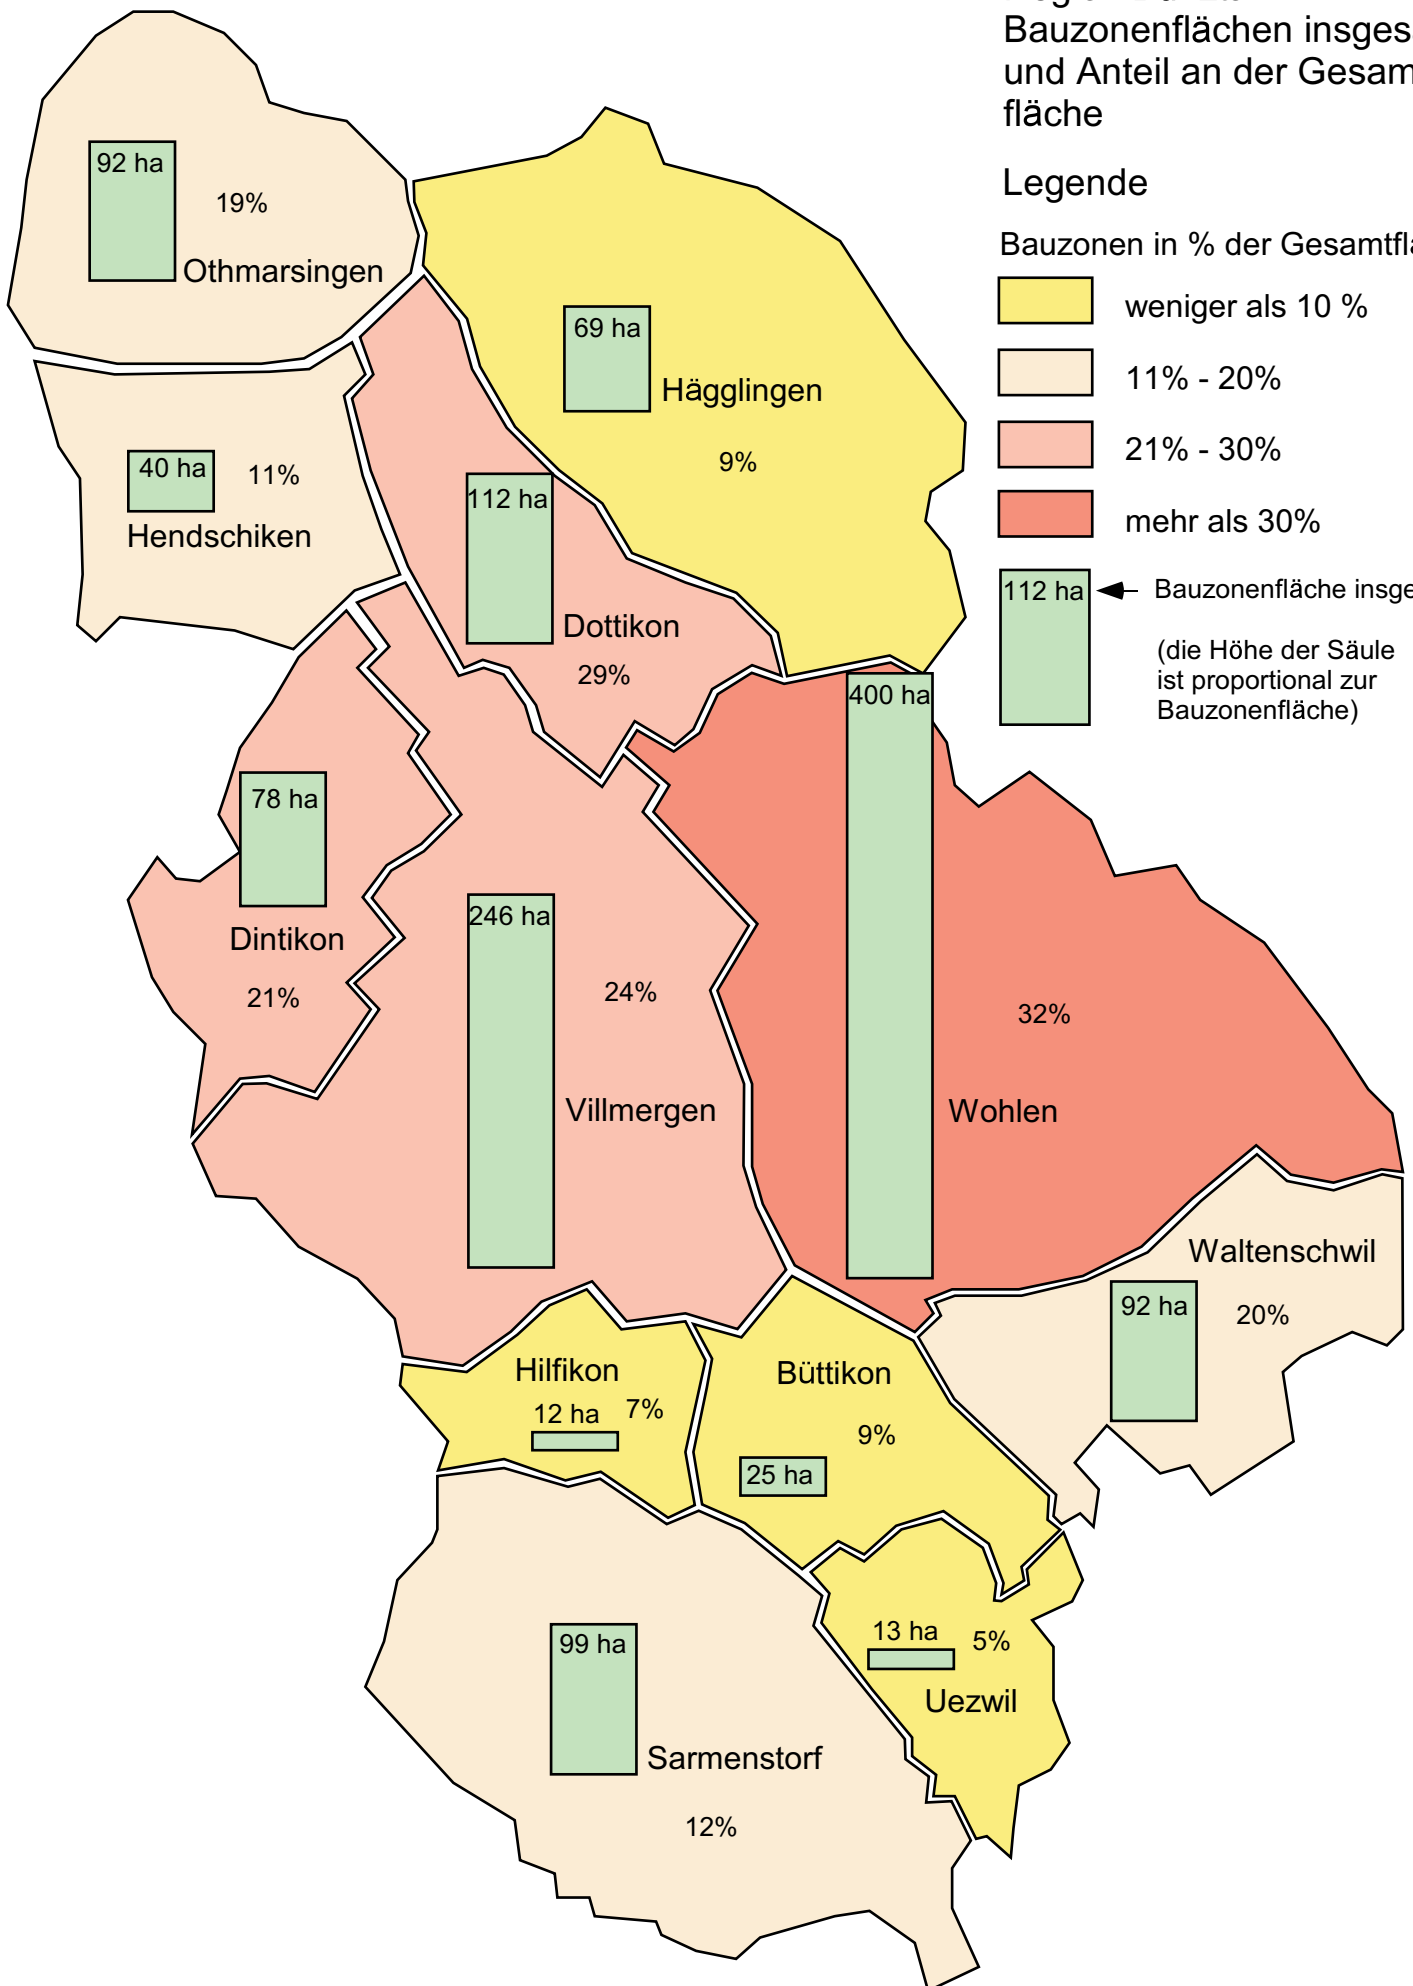 Bauzonenflächen insges
und Anteil an der Gesam
fläche
Legende
Bauzonen in % der Gesamtflä
weniger als 10 %
11% - 20%
21% - 30%
mehr als 30%
112 ha
Bauzonenfläche insge
(die Höhe der Säule
ist proportional zur
Bauzonenfläche)
92 ha
19%
Othmarsingen
69 ha
Hägglingen
9%
40 ha
11%
Hendschiken
112 ha
Dottikon
29%
400 ha
32%
Wohlen
78 ha
Dintikon
21%
246 ha
24%
Villmergen
Waltenschwil
92 ha
20%
Hilfikon
12 ha
7%
Büttikon
9%
25 ha
13 ha
5%
Uezwil
99 ha
Sarmenstorf
12%